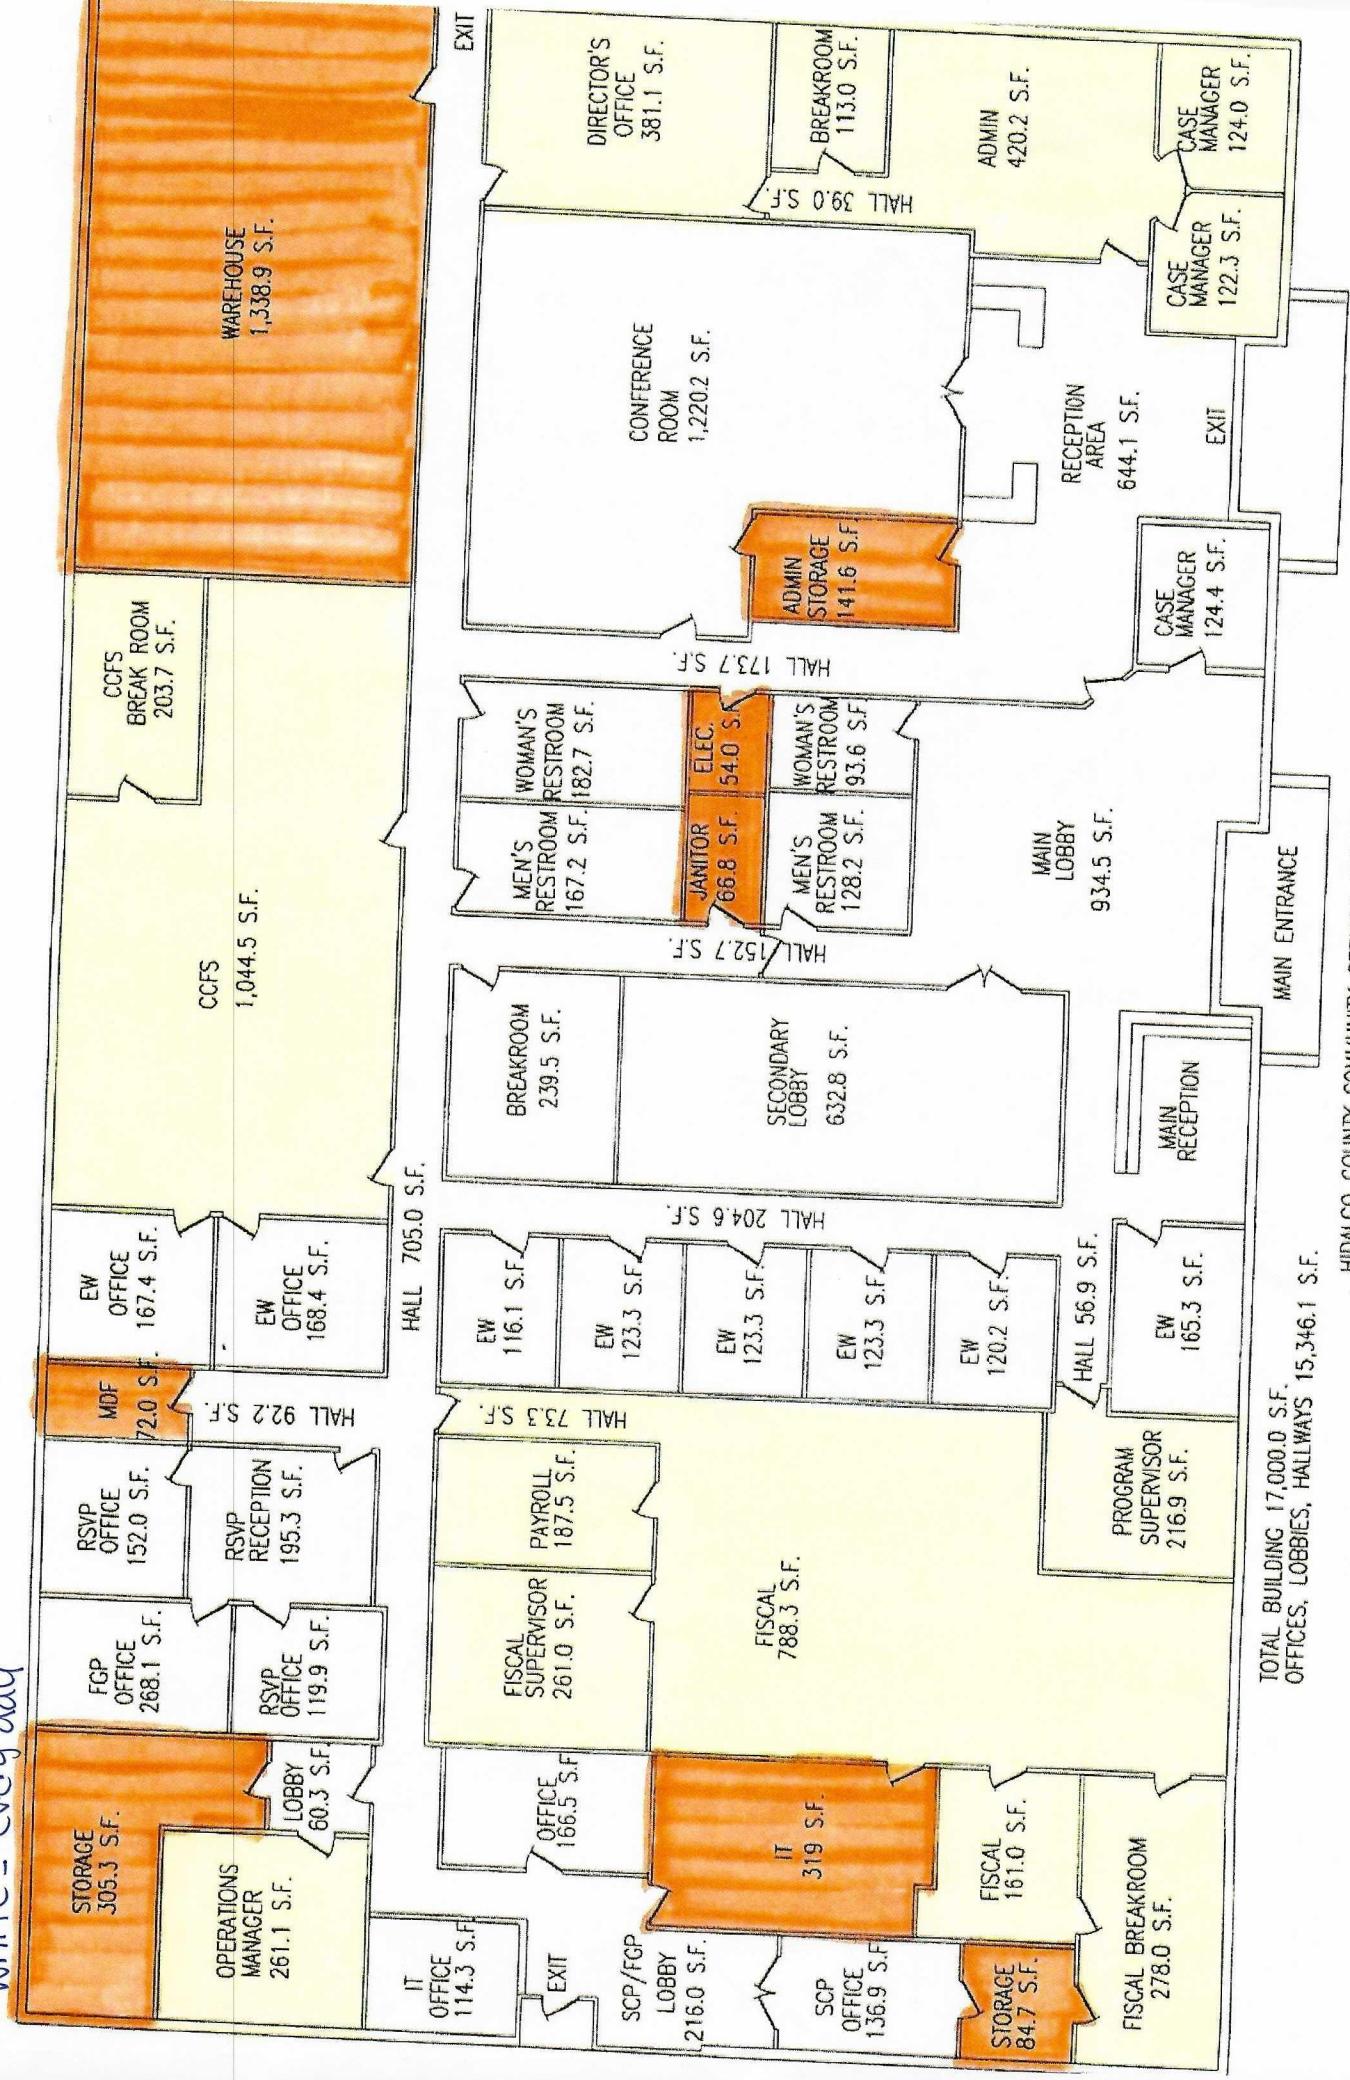 white = every day
STORAGE
305.3 S.F.
FGP
OFFICE
268.1 S.F.
RSVP
OFFICE
152.0 S.F.
MDF
72.0 S.F.
EW
OFFICE
167.4 S.F.
CCFS
1,044.5 S.F.
CCFS
BREAK ROOM
203.7 S.F.
WAREHOUSE
1,338.9 S.F.
OPERATIONS
MANAGER
261.1 S.F.
LOBBY
60.3 S.F.
RSVP
OFFICE
119.9 S.F.
RSVP
RECEPTION
195.3 S.F.
HALL 92.2 S.F.
EW
OFFICE
168.4 S.F.
HALL 705.0 S.F.
EXIT
IT
OFFICE
114.3 S.F.
OFFICE
166.5 S.F.
FISCAL
SUPERVISOR
261.0 S.F.
PAYROLL
187.5 S.F.
HALL 73.3 S.F.
EW
116.1 S.F.
EW
123.3 S.F.
EW
123.3 S.F.
EW
123.3 S.F.
EW
120.2 S.F.
HALL 204.6 S.F.
BREAKROOM
239.5 S.F.
SECONDARY
LOBBY
632.8 S.F.
HALL 152.7 S.F.
MEN'S
RESTROOM
167.2 S.F.
WOMAN'S
RESTROOM
182.7 S.F.
JANITOR
66.8 S.F.
ELEC.
54.0 S.F.
MEN'S
RESTROOM
128.2 S.F.
WOMAN'S
RESTROOM
93.6 S.F.
HALL 173.7 S.F.
CONFERENCE
ROOM
1,220.2 S.F.
ADMIN
STORAGE
141.6 S.F.
DIRECTOR'S
OFFICE
381.1 S.F.
BREAKROOM
113.0 S.F.
HALL 39.0 S.F.
ADMIN
420.2 S.F.
CASE
MANAGER
124.0 S.F.
CASE
MANAGER
122.3 S.F.
EXIT
SCP/FGP
LOBBY
216.0 S.F.
IT
319 S.F.
FISCAL
788.3 S.F.
SCP
OFFICE
136.9 S.F.
STORAGE
84.7 S.F.
FISCAL
161.0 S.F.
FISCAL BREAKROOM
278.0 S.F.
PROGRAM
SUPERVISOR
216.9 S.F.
HALL 56.9 S.F.
EW
165.3 S.F.
MAIN
RECEPTION
MAIN
LOBBY
934.5 S.F.
MAIN ENTRANCE
CASE
MANAGER
124.4 S.F.
RECEPTION
AREA
644.1 S.F.
EXIT
TOTAL BUILDING 17,000.0 S.F.
OFFICES, LOBBIES, HALLWAYS 15,346.1 S.F.
HIDALGO COUNTY COMMUNITY